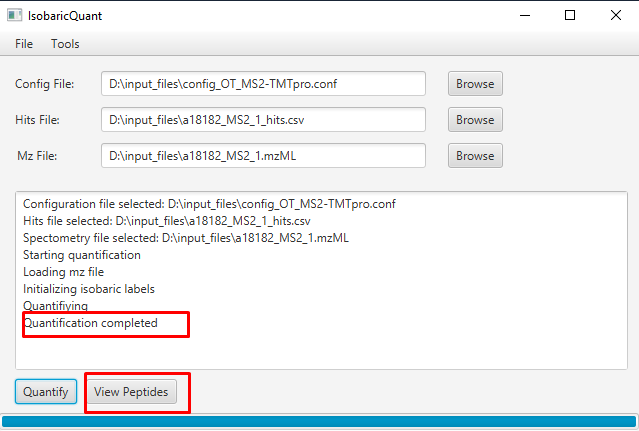 IsobaricQuant
File Tools
Config File: D:\input_files\config_OT_MS2-TMTpro.conf Browse
Hits File: D:\input_files\a18182_MS2_1_hits.csv Browse
Mz File: D:\input_files\a18182_MS2_1.mzML Browse
Configuration file selected: D:\input_files\config_OT_MS2-TMTpro.conf
Hits file selected: D:\input_files\a18182_MS2_1_hits.csv
Spectometry file selected: D:\input_files\a18182_MS2_1.mzML
Starting quantification
Loading mz file
Initializing isobaric labels
Quantifiying
Quantification completed
Quantify View Peptides